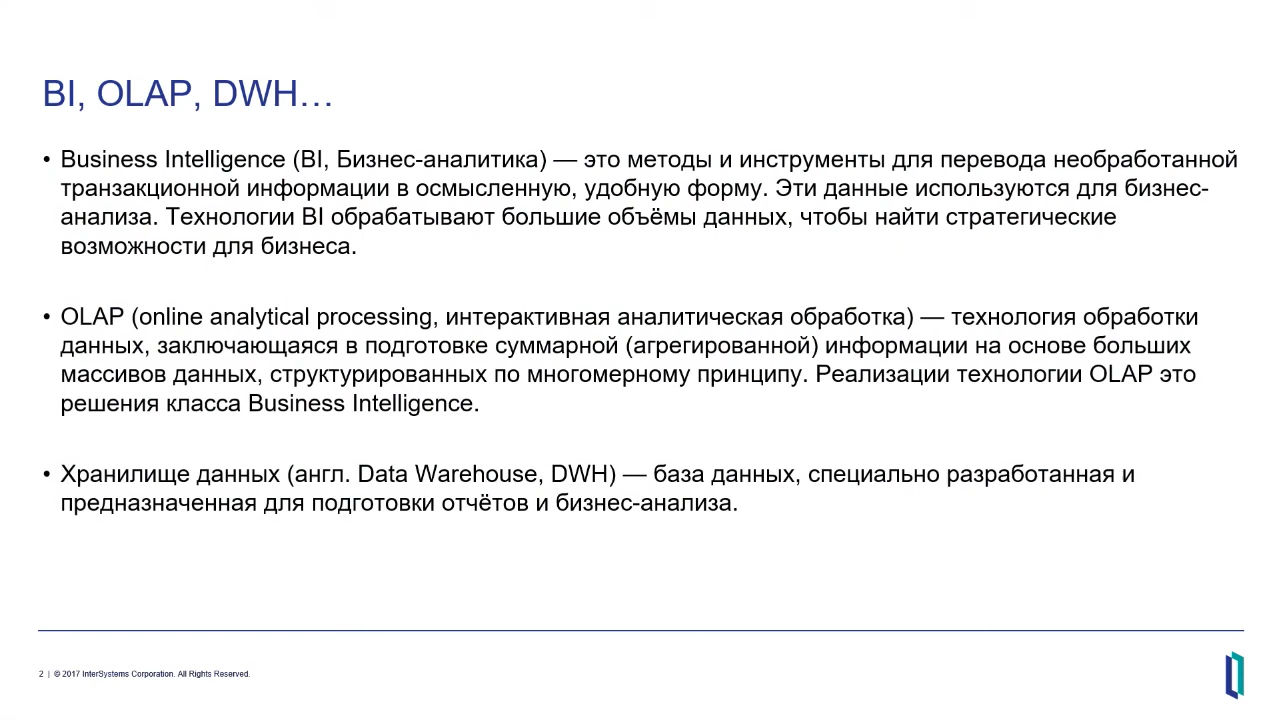 BI, OLAP, DWH…
• Business Intelligence (BI, Бизнес-аналитика) — это методы и инструменты для перевода необработанной
транзакционной информации в осмысленную, удобную форму. Эти данные используются для бизнес-
анализа. Технологии BI обрабатывают большие объёмы данных, чтобы найти стратегические
возможности для бизнеса.
• OLAP (online analytical processing, интерактивная аналитическая обработка) — технология обработки
данных, заключающаяся в подготовке суммарной (агрегированной) информации на основе больших
массивов данных, структурированных по многомерному принципу. Реализации технологии OLAP это
решения класса Business Intelligence.
• Хранилище данных (англ. Data Warehouse, DWH) — база данных, специально разработанная и
предназначенная для подготовки отчётов и бизнес-анализа.
2 | © 2017 InterSystems Corporation. All Rights Reserved.